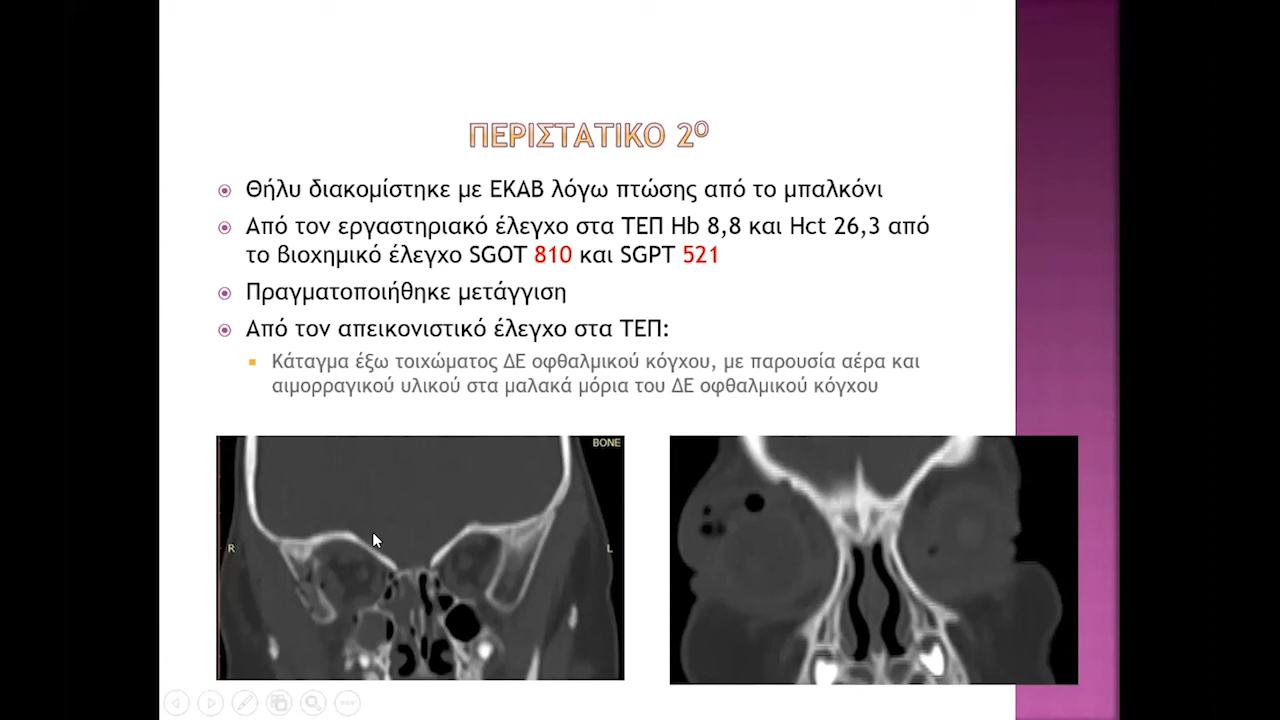 ΠΕΡΙΣΤΑΤΙΚΟ 2Ο
Θήλυ διακομίστηκε με ΕΚΑΒ λόγω πτώσης από το μπαλκόνι
Από τον εργαστηριακό έλεγχο στα ΤΕΠ Hb 8,8 και Hct 26,3 από
το βιοχημικό έλεγχο SGOT 810 και SGPT 521
Πραγματοποιήθηκε μετάγγιση
Από τον απεικονιστικό έλεγχο στα ΤΕΠ:
Κάταγμα έξω τοιχώματος ΔΕ οφθαλμικού κόγχου, με παρουσία αέρα και
αιμορραγικού υλικού στα μαλακά μόρια του ΔΕ οφθαλμικού κόγχου
BONE
R
L